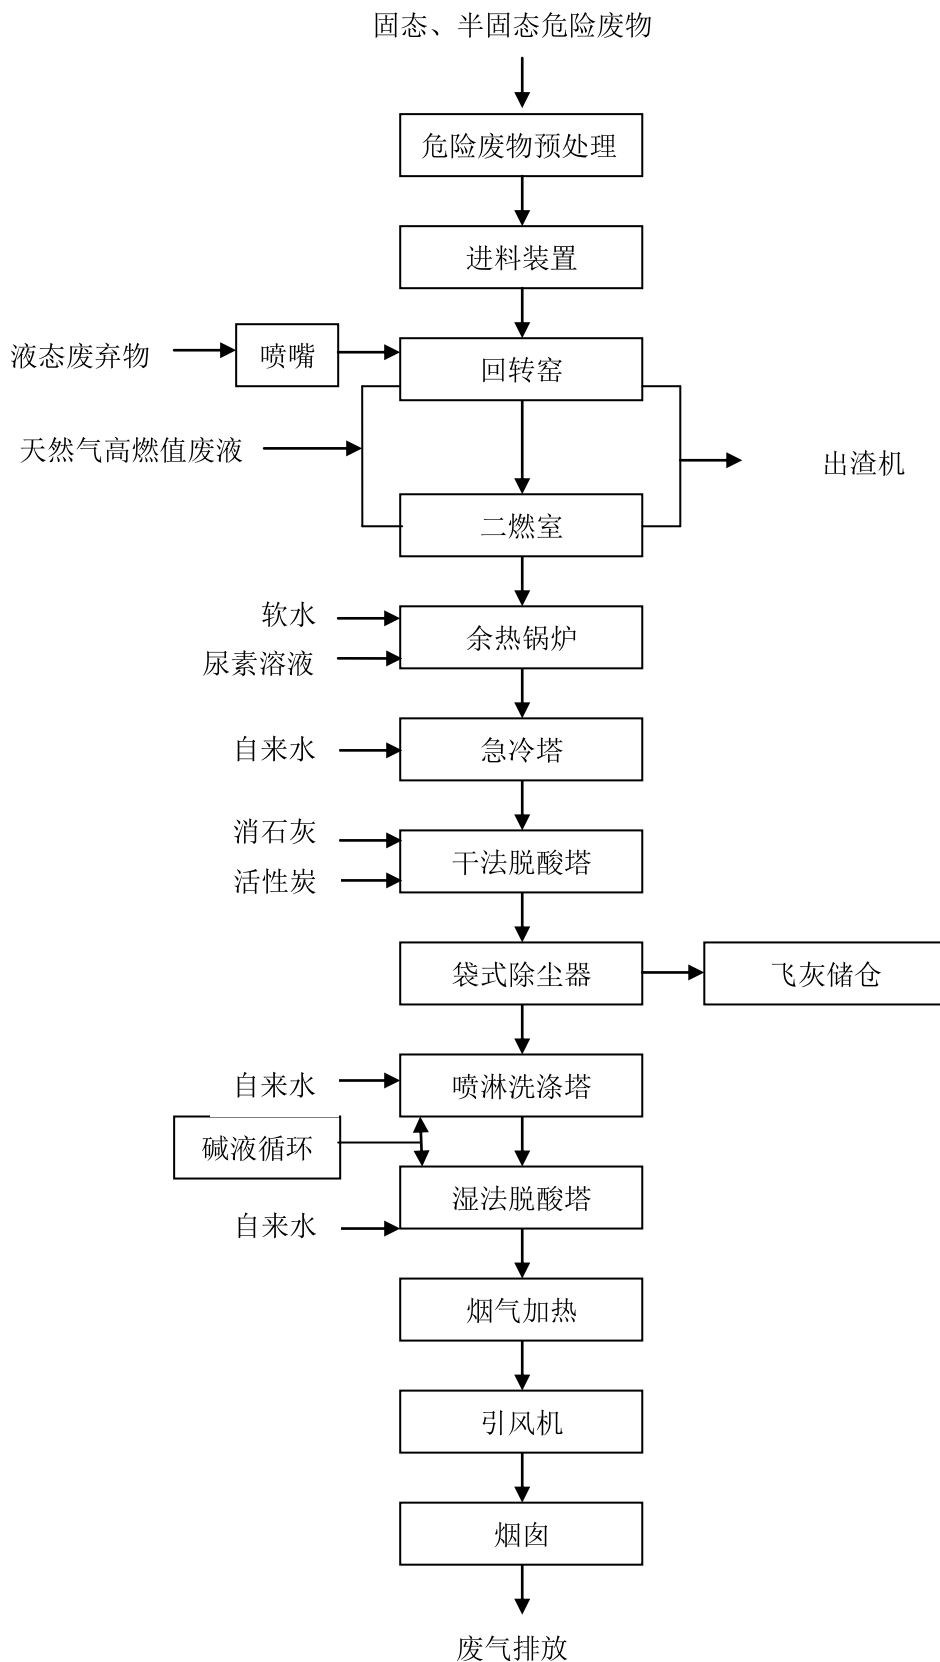 固态、半固态危险废物
危险废物预处理
进料装置
液态废弃物
喷嘴
回转窑
天然气高燃值废液
出渣机
二燃室
软水
余热锅炉
尿素溶液
自来水
急冷塔
消石灰
干法脱酸塔
活性炭
袋式除尘器
飞灰储仓
自来水
喷淋洗涤塔
碱液循环
湿法脱酸塔
自来水
烟气加热
引风机
烟囱
废气排放